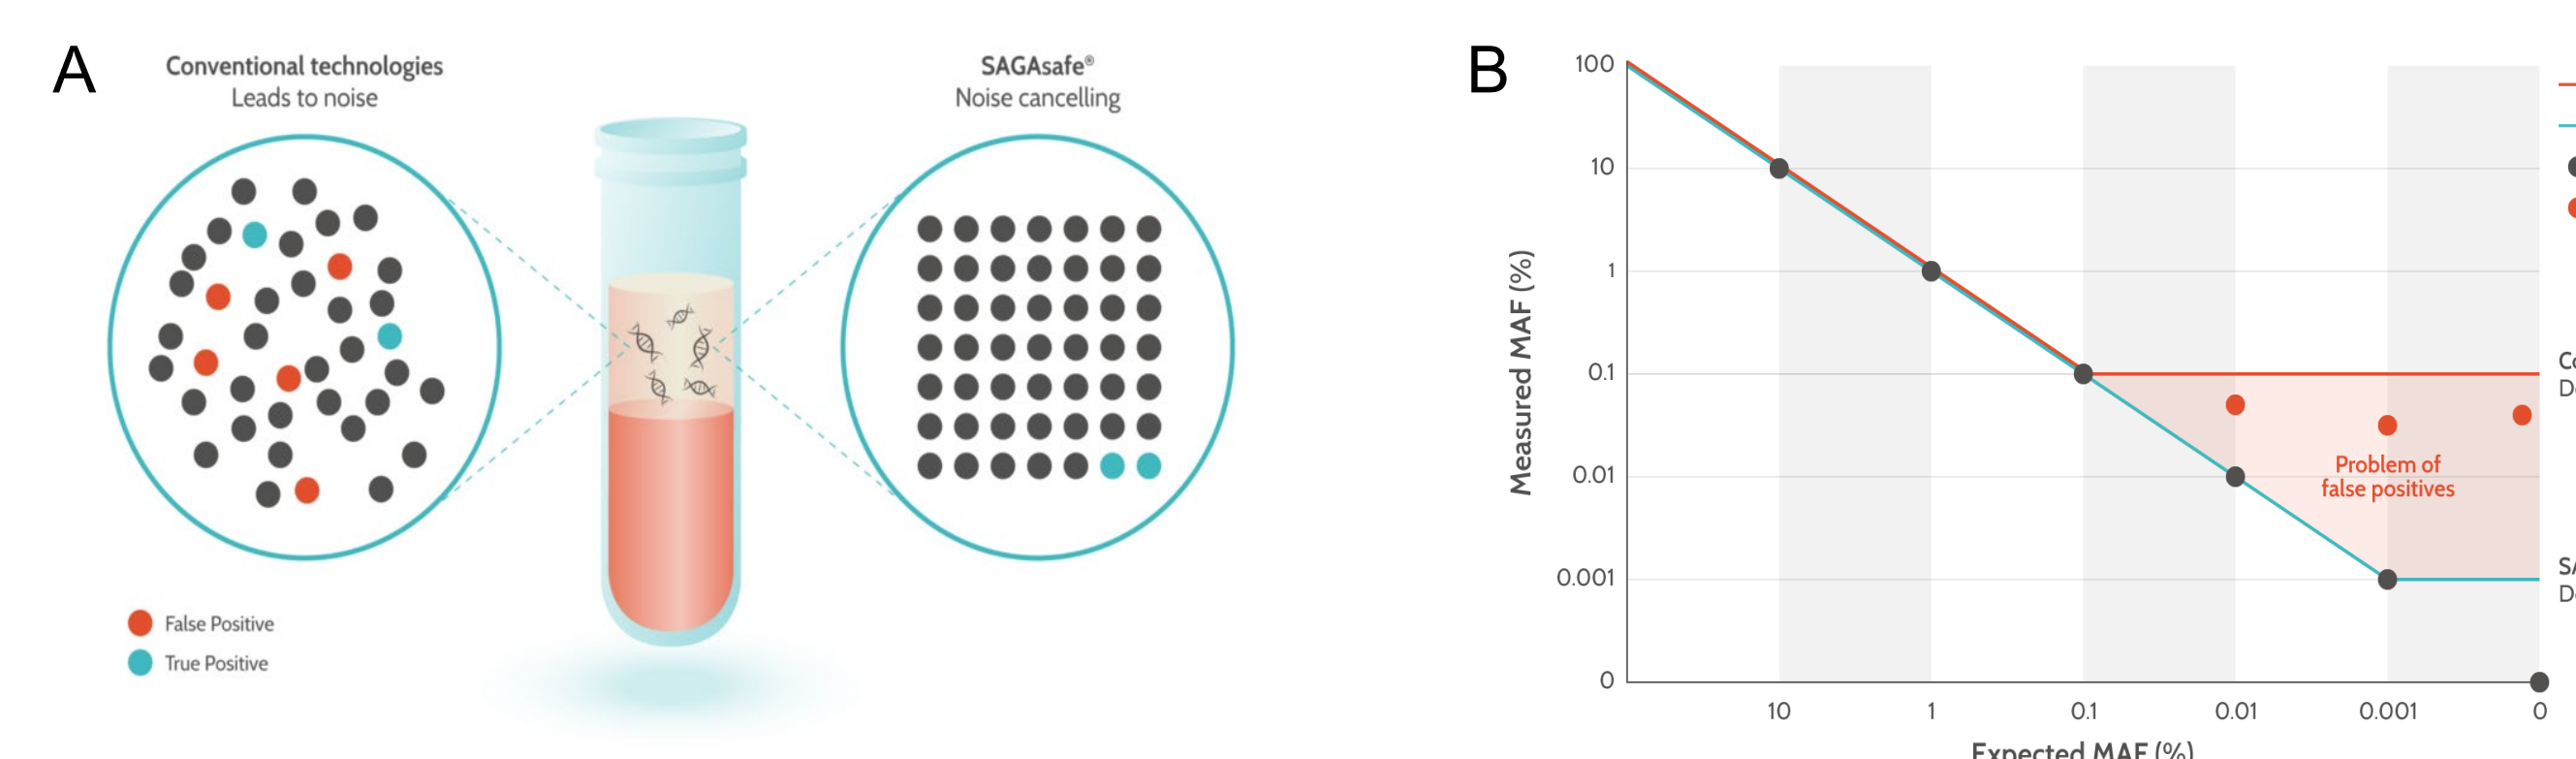 A
Conventional technologies
Leads to noise
SAGAsafe®
Noise cancelling
False Positive
True Positive
B
Measured MAF (%)
100
10
1
0.1
0.01
0.001
0
Problem of
false positives
10
1
0.1
0.01
0.001
0
Expected MAF (%)